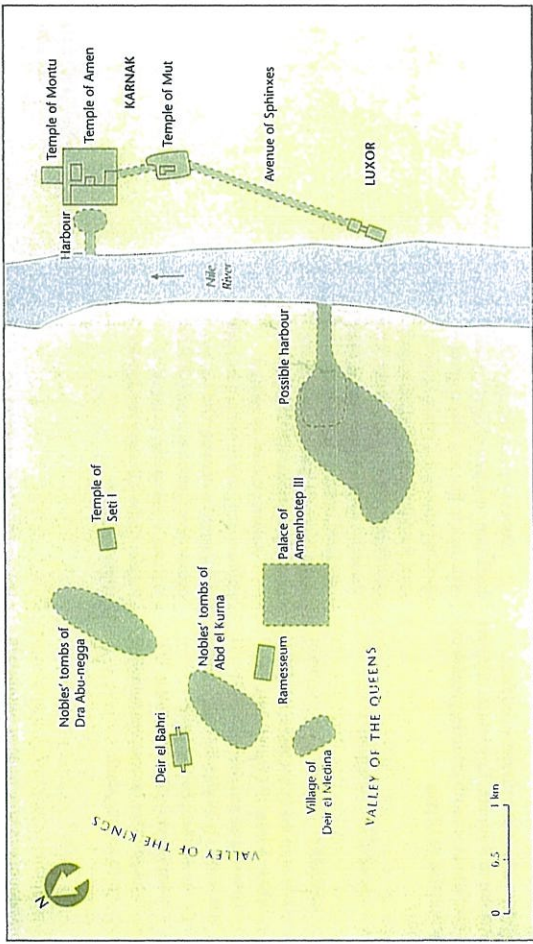 Temple of Montu
Temple of Amen
KARNAK
Temple of Mut
Harbour
Avenue of Sphinxes
LUXOR
Nile
River
Possible harbour
Temple of
Seti I
Palace of
Amenhotep III
Nobles' tombs of
Dra Abu-negga
Nobles' tombs of
Abd el Kurna
Ramesseum
Deir el Bahri
Village of
Deir el Medina
VALLEY OF THE QUEENS
VALLEY OF THE KINGS
N
0 0.5 1 km